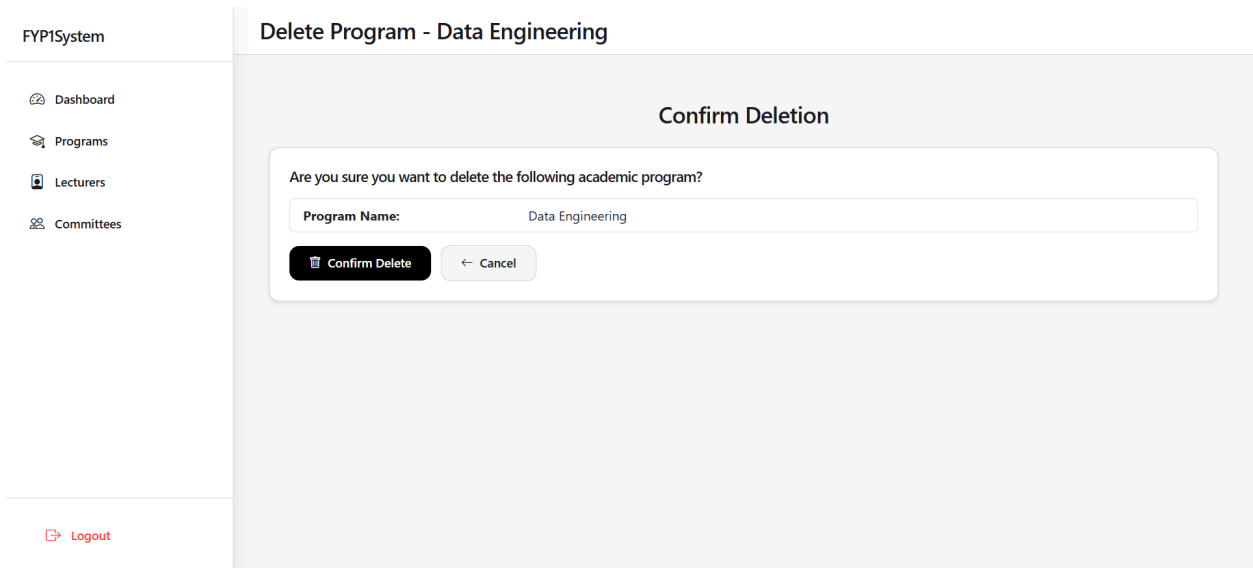 FYP1System
Dashboard
Programs
Lecturers
Committees
Logout
Delete Program - Data Engineering
Confirm Deletion
Are you sure you want to delete the following academic program?
Program Name: Data Engineering
Confirm Delete Cancel